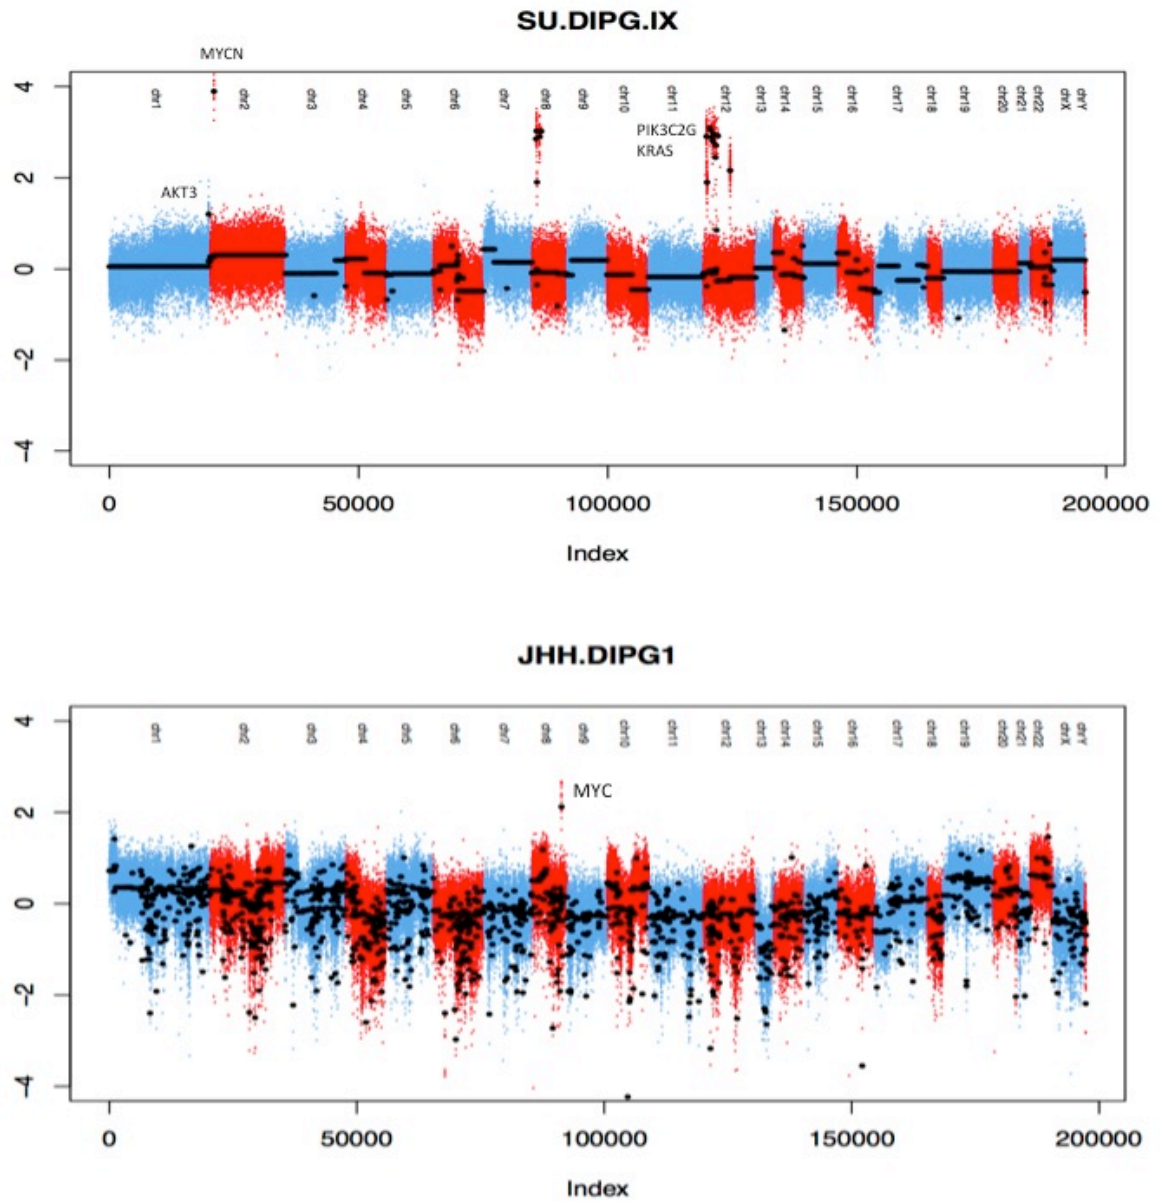 SU.DIPG.IX
MYCN
4
chr1 chr2 chr3 chr4 chr5 chr6 chr7 chr8 chr9 chr10 chr11 chr12 chr13 chr14 chr15 chr16 chr17 chr18 chr19 chr20 chr21 chr22 chrX chrY
PIK3C2G
KRAS
2
AKT3
0
-2
-4
0 50000 100000 150000 200000
Index
JHH.DIPG1
4
chr1 chr2 chr3 chr4 chr5 chr6 chr7 chr8 chr9 chr10 chr11 chr12 chr13 chr14 chr15 chr16 chr17 chr18 chr19 chr20 chr21 chr22 chrX chrY
MYC
2
0
-2
-4
0 50000 100000 150000 200000
Index